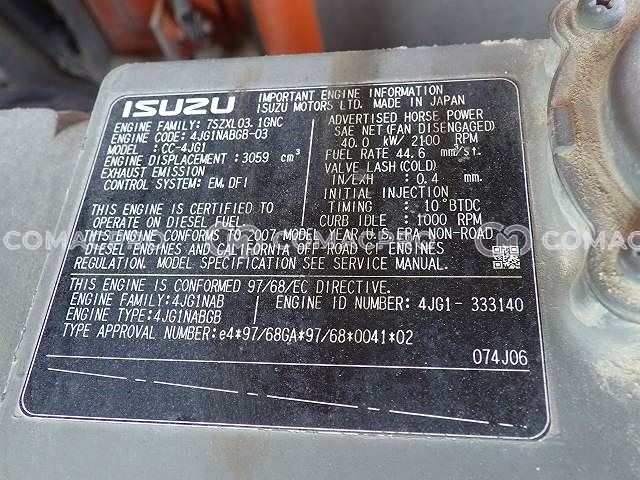 ISUZU
IMPORTANT ENGINE INFORMATION
ISUZU MOTORS LTD. MADE IN JAPAN
ENGINE FAMILY: 7SZXL03.1GNC
ENGINE CODE: 4JG1NABGB-03
MODEL : CC-4JG1
ENGINE DISPLACEMENT: 3059 cm³
EXHAUST EMISSION
CONTROL SYSTEM: EM, DFI
THIS ENGINE IS CERTIFIED TO
OPERATE ON DIESEL FUEL
ADVERTISED HORSE POWER
SAE NET (FAN DISENGAGED)
40.0 kW/ 2100 RPM
FUEL RATE 44.6 mm³/st.
VALVE LASH (COLD)
IN/EXH : 0.4 mm.
INITIAL INJECTION
TIMING : 10°BTDC
CURB IDLE : 1000 RPM
THIS ENGINE CONFORMS TO 2007 MODEL YEAR U.S. EPA NON-ROAD
DIESEL ENGINES AND CALIFORNIA OFF-ROAD CI ENGINES
REGULATION. MODEL SPECIFICATION SEE SERVICE MANUAL.
THIS ENGINE IS CONFORMED 97/68/EC DIRECTIVE.
ENGINE FAMILY: 4JG1NAB
ENGINE ID NUMBER: 4JG1- 333140
ENGINE TYPE: 4JG1NABGB
TYPE APPROVAL NUMBER: e4*97/68GA*97/68*0041*02
074J06